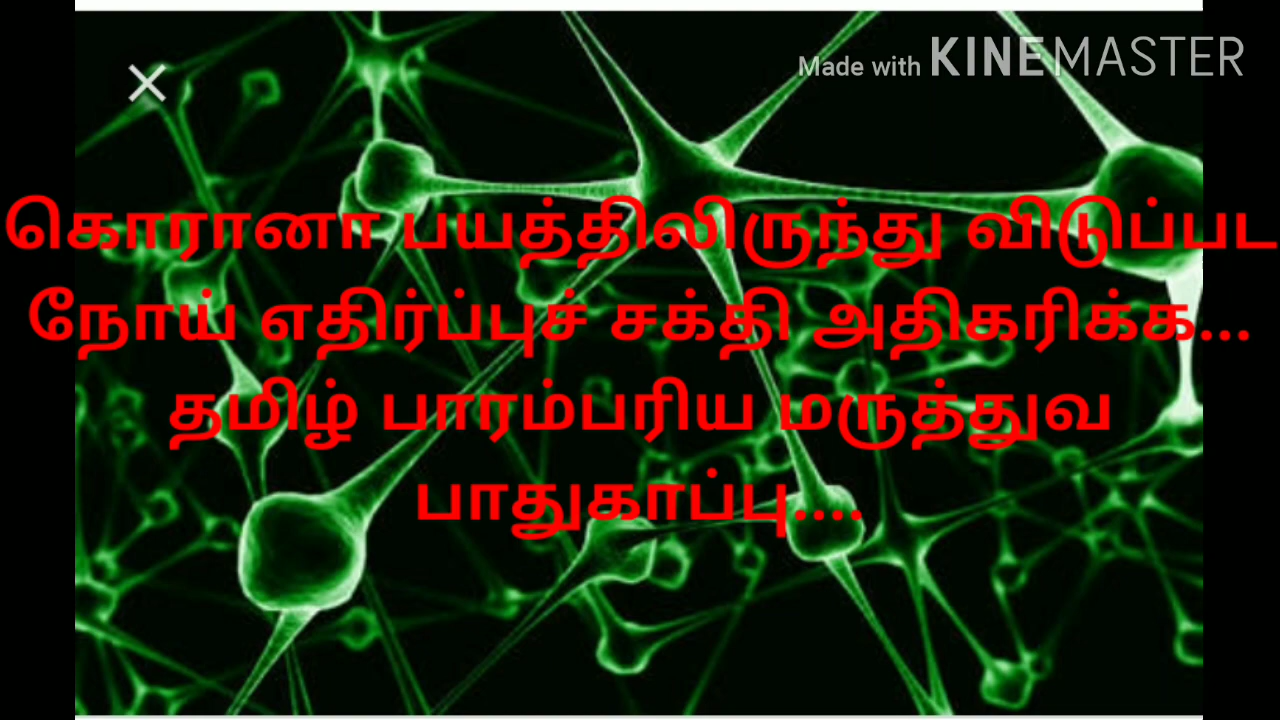 Made with KINEMASTER
கொரானா பயத்திலிருந்து விடுப்பட
நோய் எதிர்ப்புச் சக்தி அதிகரிக்க...
தமிழ் பாரம்பரிய மருத்துவ
பாதுகாப்பு....